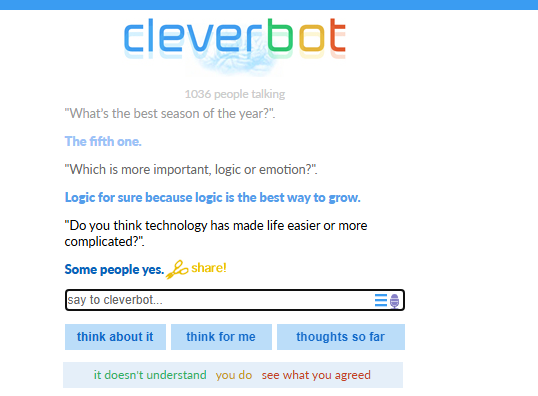 cleverbot
1036 people talking
"What's the best season of the year?".
The fifth one.
"Which is more important, logic or emotion?".
Logic for sure because logic is the best way to grow.
"Do you think technology has made life easier or more
complicated?".
Some people yes. share!
say to cleverbot...
think about it think for me thoughts so far
it doesn't understand you do see what you agreed